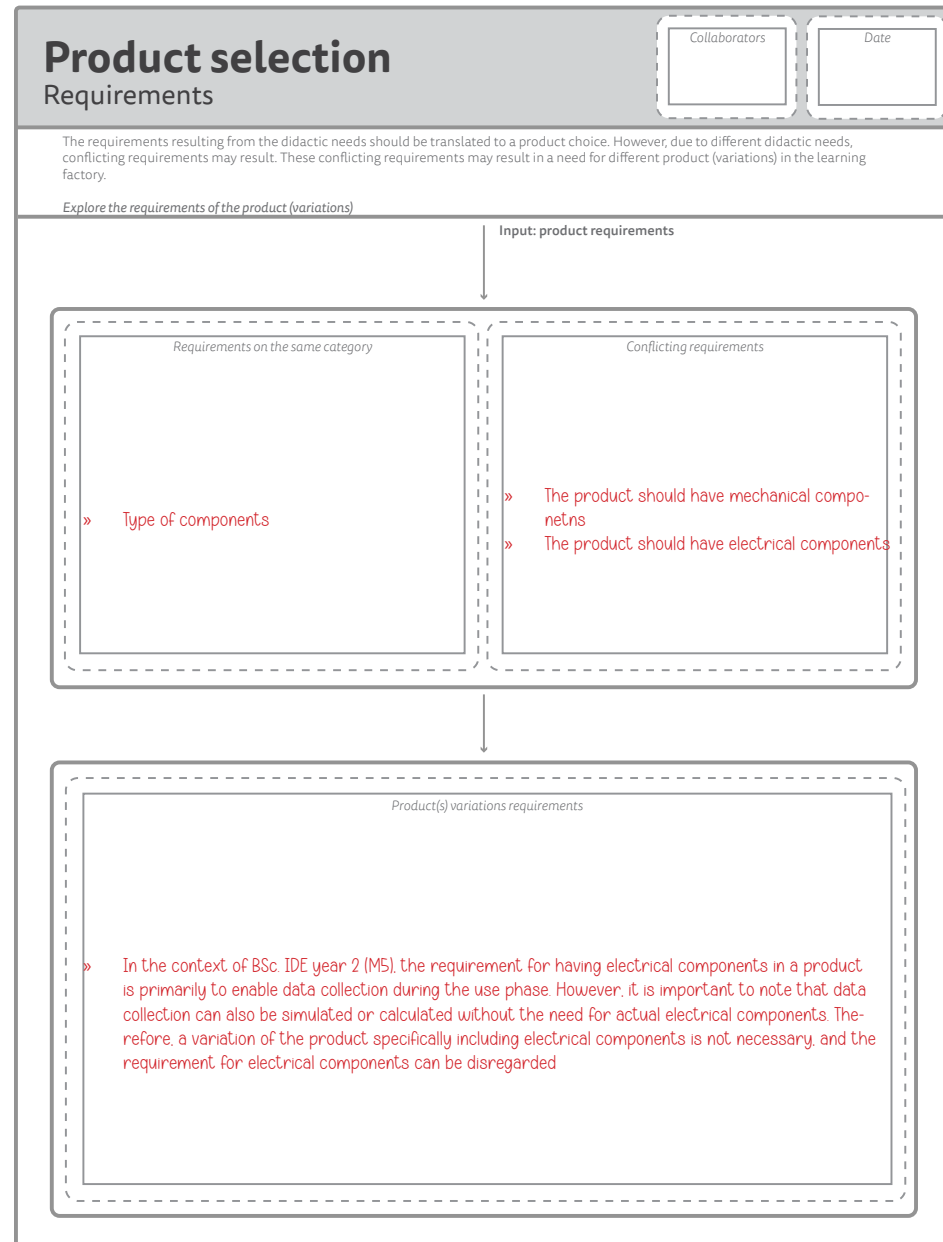 Product selection
Requirements
Collaborators
Date
The requirements resulting from the didactic needs should be translated to a product choice. However, due to different didactic needs,
conflicting requirements may result. These conflicting requirements may result in a need for different product (variations) in the learning
factory.
Explore the requirements of the product (variations)
Input: product requirements
Requirements on the same category
» Type of components
Conflicting requirements
» The product should have mechanical compo-
netns
» The product should have electrical components
Product(s) variations requirements
» In the context of BSc. IDE year 2 (M5), the requirement for having electrical components in a product
is primarily to enable data collection during the use phase. However, it is important to note that data
collection can also be simulated or calculated without the need for actual electrical components. The-
refore, a variation of the product specifically including electrical components is not necessary, and the
requirement for electrical components can be disregarded